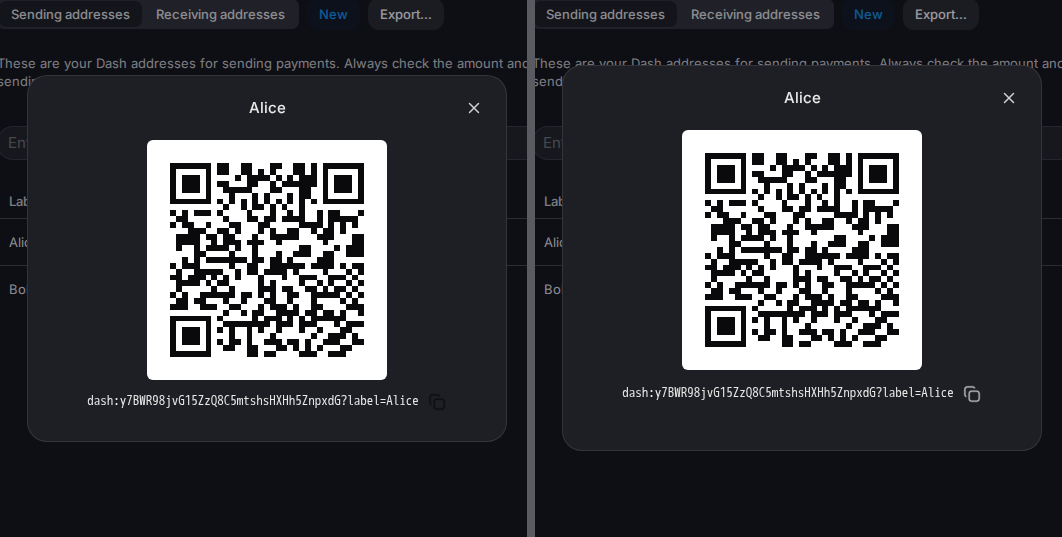 Sending addresses Receiving addresses New Export...
These are your Dash addresses for sending payments. Always check the amount and
Alice
dash:y7BWR98jvG15ZzQ8C5mtshsHXHh5ZnpxdG?label=Alice
Sending addresses Receiving addresses New Export...
These are your Dash addresses for sending payments. Always check the amount and
Alice
dash:y7BWR98jvG15ZzQ8C5mtshsHXHh5ZnpxdG?label=Alice